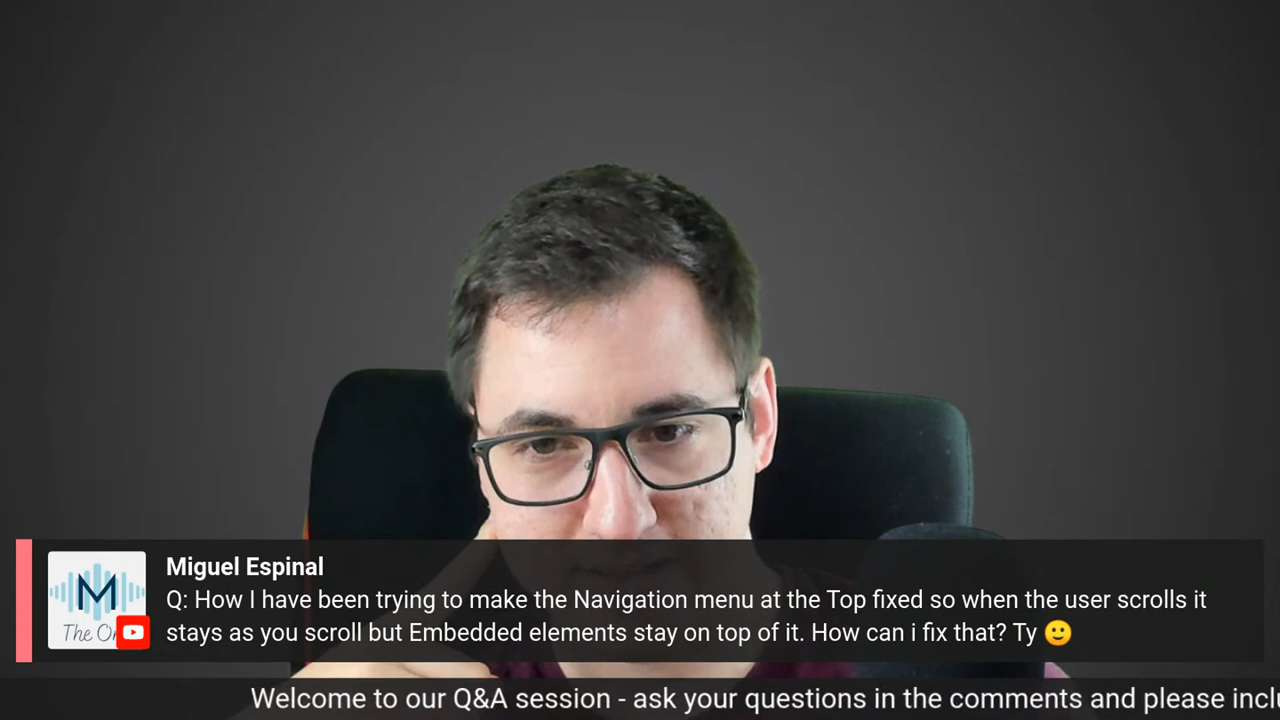 Miguel Espinal
Q: How I have been trying to make the Navigation menu at the Top fixed so when the user scrolls it
stays as you scroll but Embedded elements stay on top of it. How can i fix that? Ty 🙂
M
The
Welcome to our Q&A session - ask your questions in the comments and please